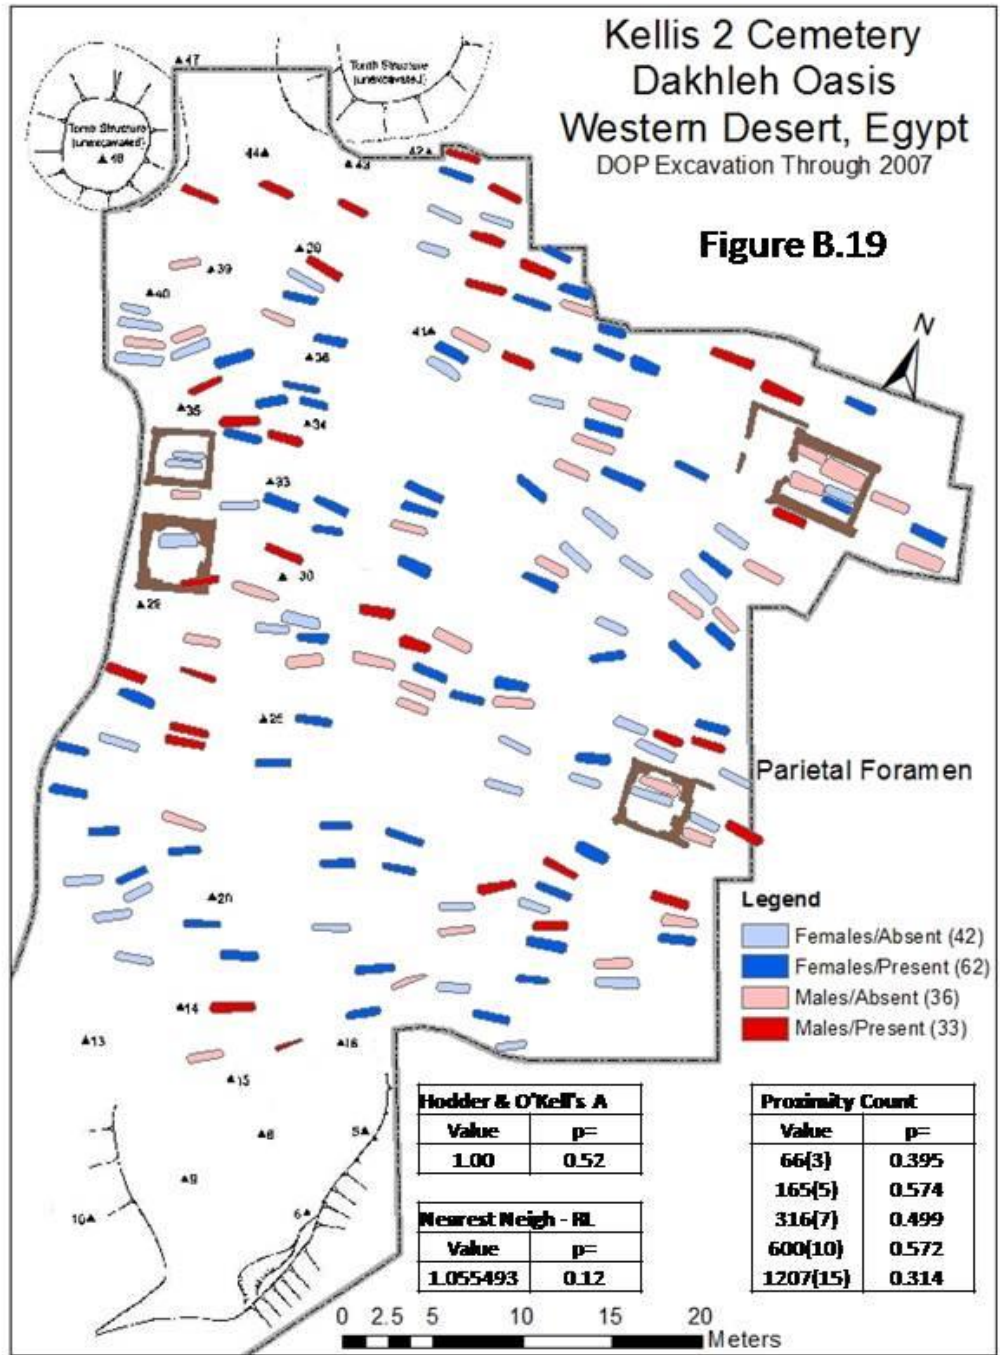 Kellis 2 Cemetery
Dakhleh Oasis
Western Desert, Egypt
DOP Excavation Through 2007
Figure B.19
N
47
Tomb Structure
(unexcavated)
Tomb Structure
(unexcavated)
48
44
43
42
39
40
41
36
35
34
33
30
29
25
20
14
13
16
15
8
5
9
10
6
Parietal Foramen
Legend
Females/Absent (42)
Females/Present (62)
Males/Absent (36)
Males/Present (33)
Hodder & O'Kell's A
Value p=
1.00 0.52
Nearest Neigh - RL
Value p=
1.055493 0.12
Proximity Count
Value p=
66(3) 0.395
165(5) 0.574
316(7) 0.499
600(10) 0.572
1207(15) 0.314
0 2.5 5 10 15 20
Meters